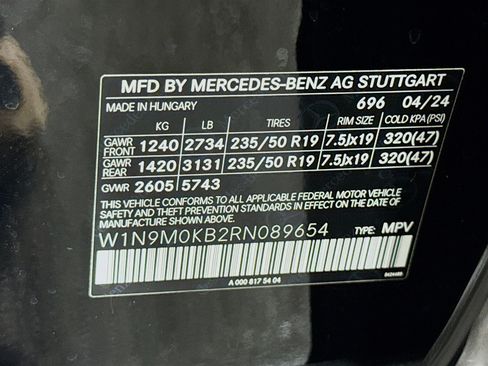 MFD BY MERCEDES-BENZ AG STUTTGART
MADE IN HUNGARY 696 04/24
KG LB TIRES RIM SIZE COLD KPA (PSI)
GAWR FRONT 1240 2734 235/50 R19 7.5Jx19 320(47)
GAWR REAR 1420 3131 235/50 R19 7.5Jx19 320(47)
GVWR 2605 5743
THIS VEHICLE CONFORMS TO ALL APPLICABLE FEDERAL MOTOR VEHICLE
SAFETY AND THEFT PREVENTION STANDARDS IN EFFECT ON THE DATE OF
MANUFACTURE SHOWN ABOVE.
W1N9M0KB2RN089654 TYPE: MPV
A 000 817 54 04